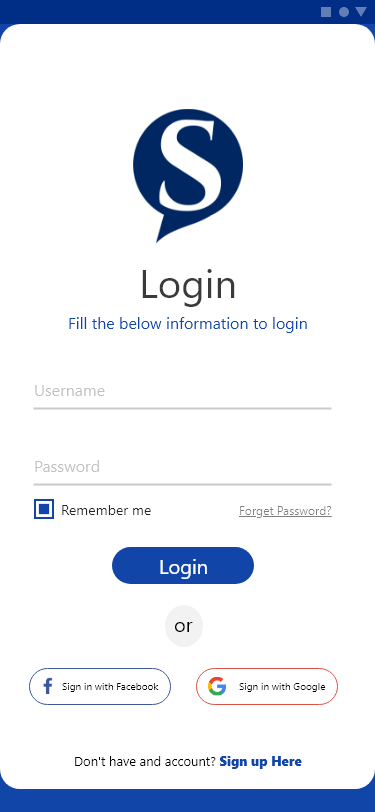 S
Login
Fill the below information to login
Username
Password
Remember me
Forget Password?
Login
or
Sign in with Facebook
Sign in with Google
Don't have and account? Sign up Here